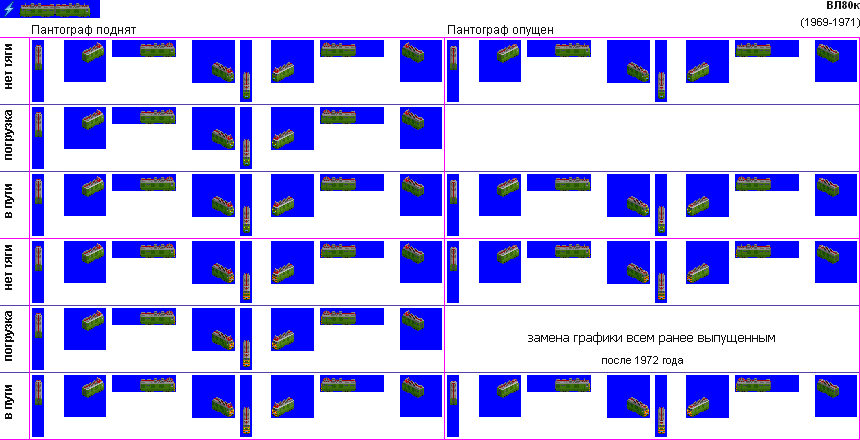 ВЛ80к
(1969-1971)
Пантограф поднят
Пантограф опущен
нет тяги
погрузка
в пути
нет тяги
погрузка
замена графики всем ранее выпущенным
после 1972 года
в пути